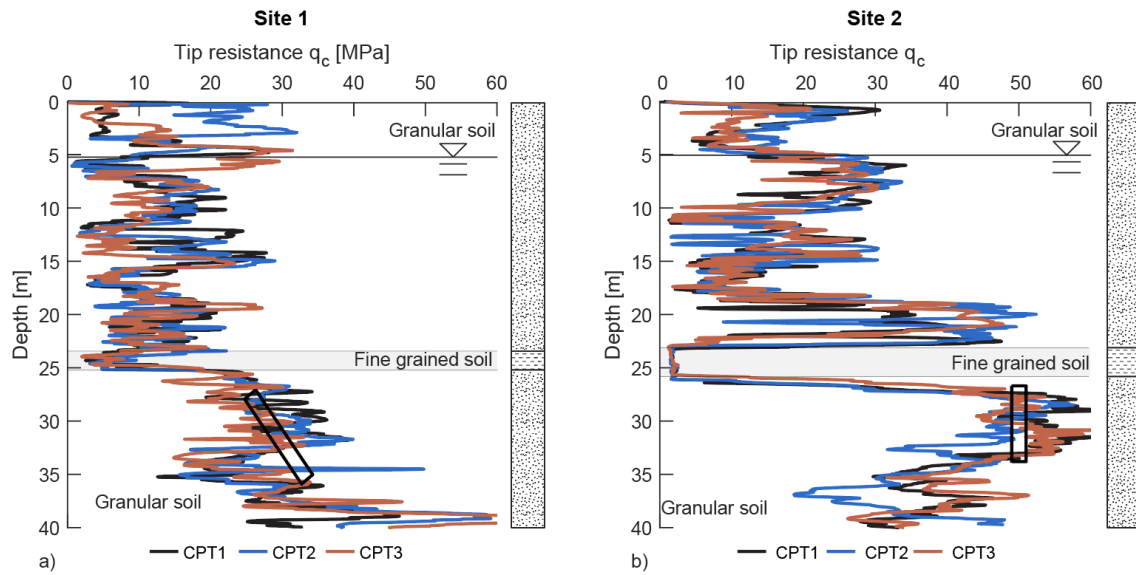 Site 1
Tip resistance q_c [MPa]
0 10 20 30 40 50 60
0
5
10
15
20
25
30
35
40
Depth [m]
Granular soil
Fine grained soil
Granular soil
CPT1 CPT2 CPT3
a)
Site 2
Tip resistance q_c
0 10 20 30 40 50 60
0
5
10
15
20
25
30
35
40
Depth [m]
Granular soil
Fine grained soil
Granular soil
CPT1 CPT2 CPT3
b)